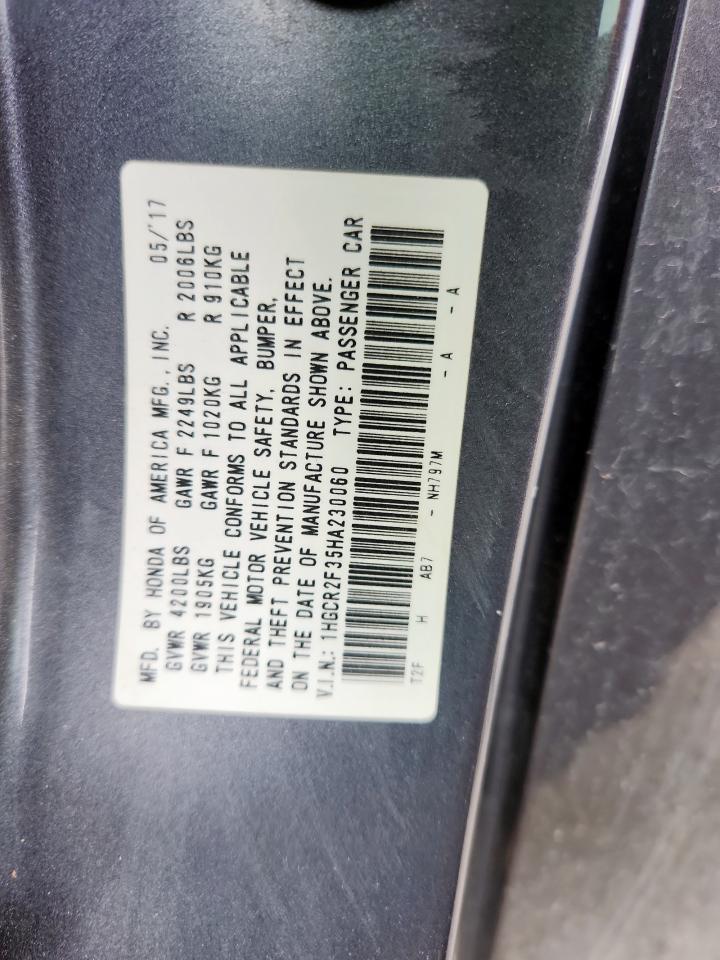 MFD. BY HONDA OF AMERICA MFG., INC. 05/'17
GVWR 4200LBS GAWR F 2249LBS R 2006LBS
GVWR 1905KG GAWR F 1020KG R 910KG
THIS VEHICLE CONFORMS TO ALL APPLICABLE
FEDERAL MOTOR VEHICLE SAFETY, BUMPER,
AND THEFT PREVENTION STANDARDS IN EFFECT
ON THE DATE OF MANUFACTURE SHOWN ABOVE.
V.I.N.: 1HGCR2F35HA230060 TYPE: PASSENGER CAR
T2F H AB7 - NH797M - A - A